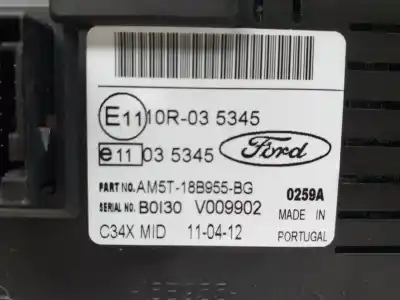 E11 10R-03 5345
e11 03 5345 Ford
PART NO. AM5T-18B955-BG 0259A
SERIAL NO. B0I30 V009902 MADE IN
C34X MID 11-04-12 PORTUGAL